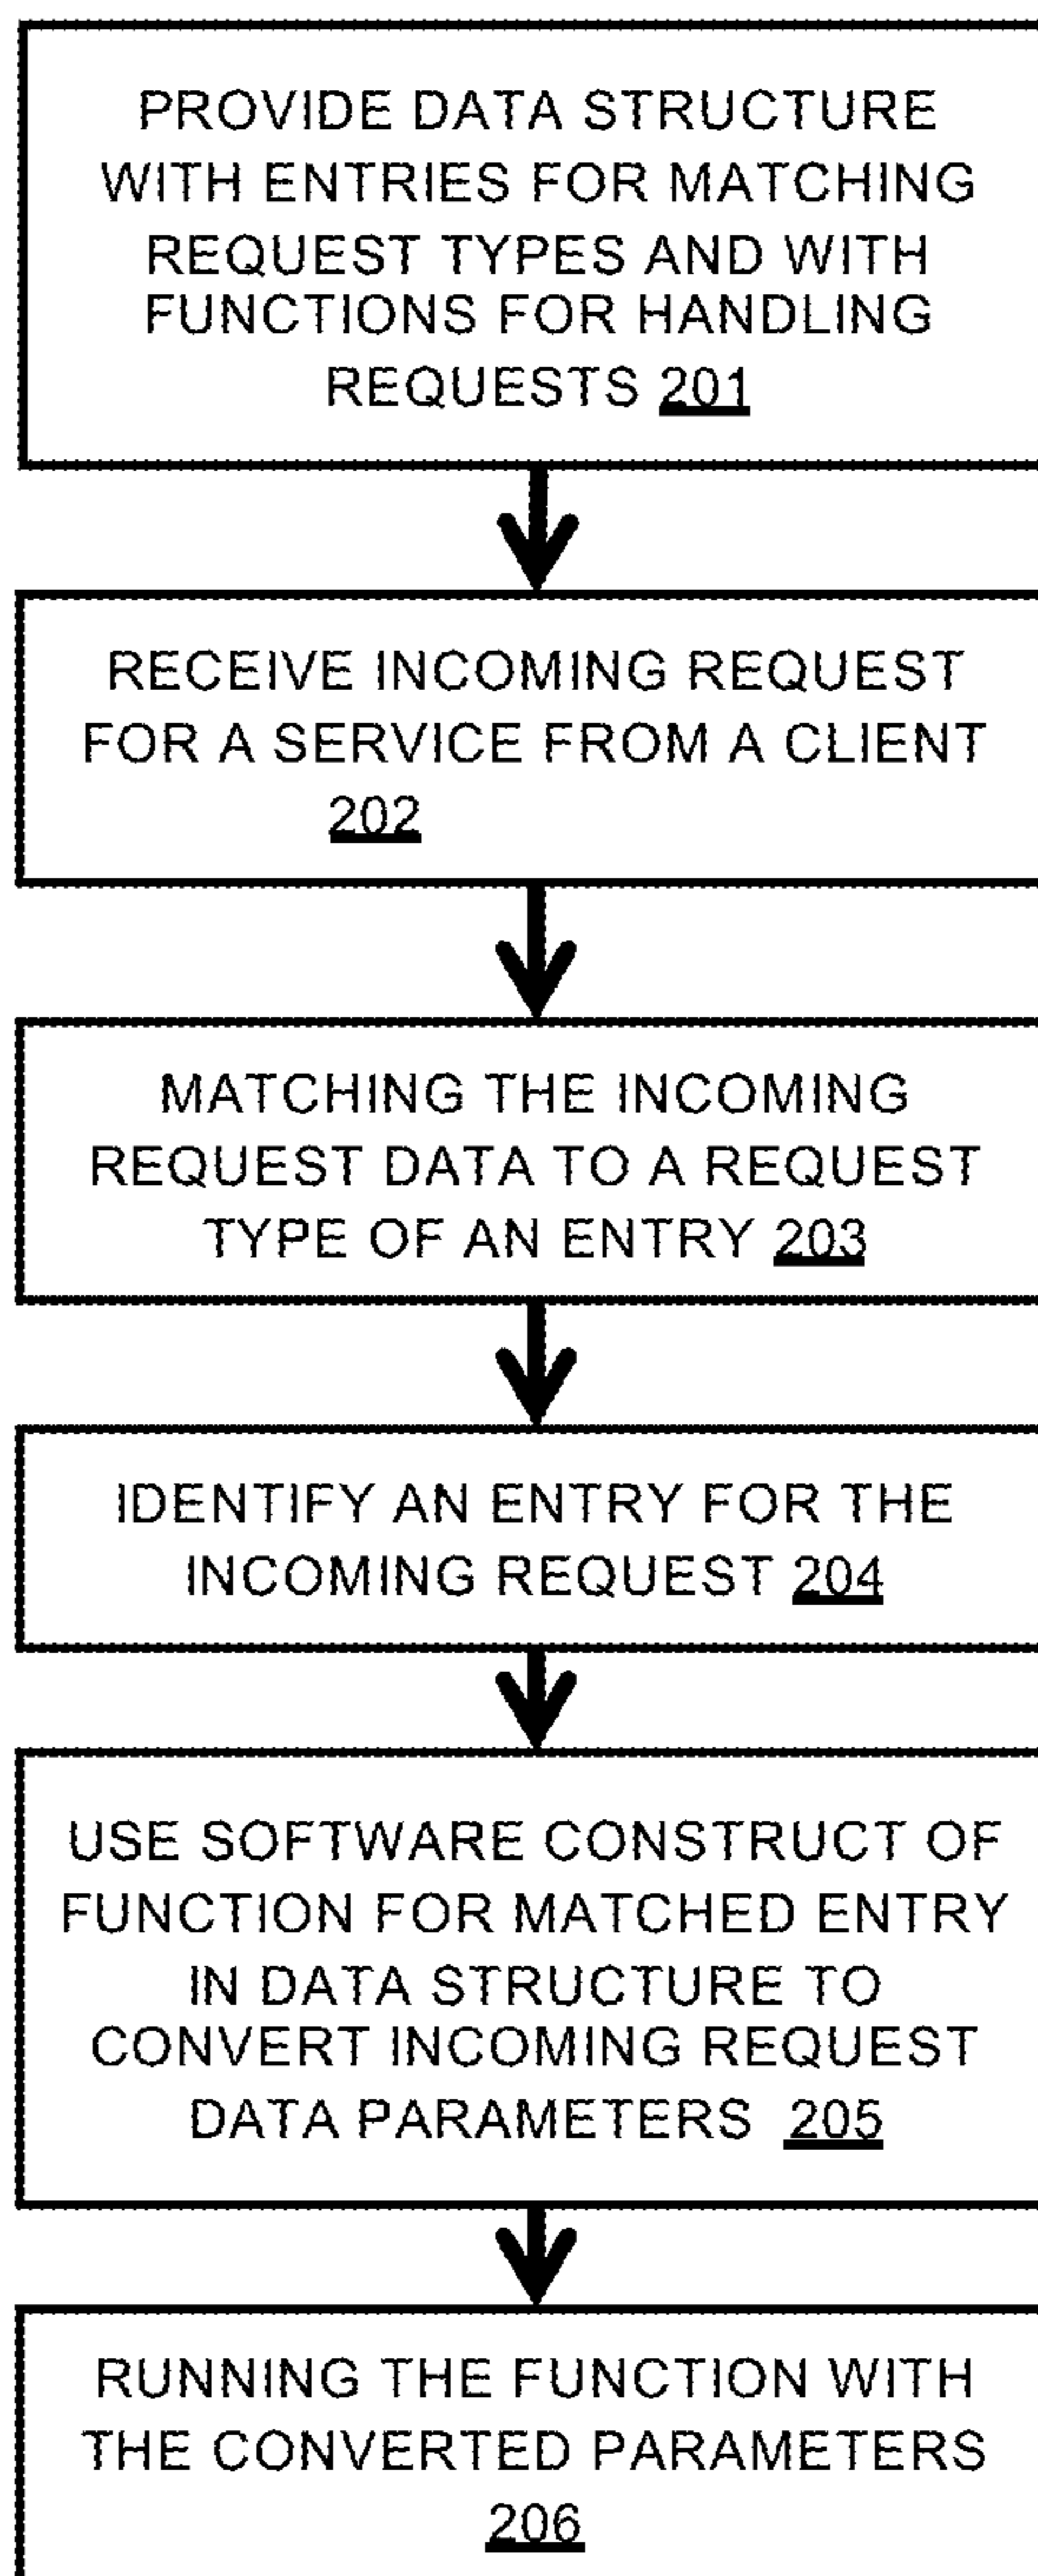 PROVIDE DATA STRUCTURE
WITH ENTRIES FOR MATCHING
REQUEST TYPES AND WITH
FUNCTIONS FOR HANDLING
REQUESTS 201
RECEIVE INCOMING REQUEST
FOR A SERVICE FROM A CLIENT
202
MATCHING THE INCOMING
REQUEST DATA TO A REQUEST
TYPE OF AN ENTRY 203
IDENTIFY AN ENTRY FOR THE
INCOMING REQUEST 204
USE SOFTWARE CONSTRUCT OF
FUNCTION FOR MATCHED ENTRY
IN DATA STRUCTURE TO
CONVERT INCOMING REQUEST
DATA PARAMETERS 205
RUNNING THE FUNCTION WITH
THE CONVERTED PARAMETERS
206